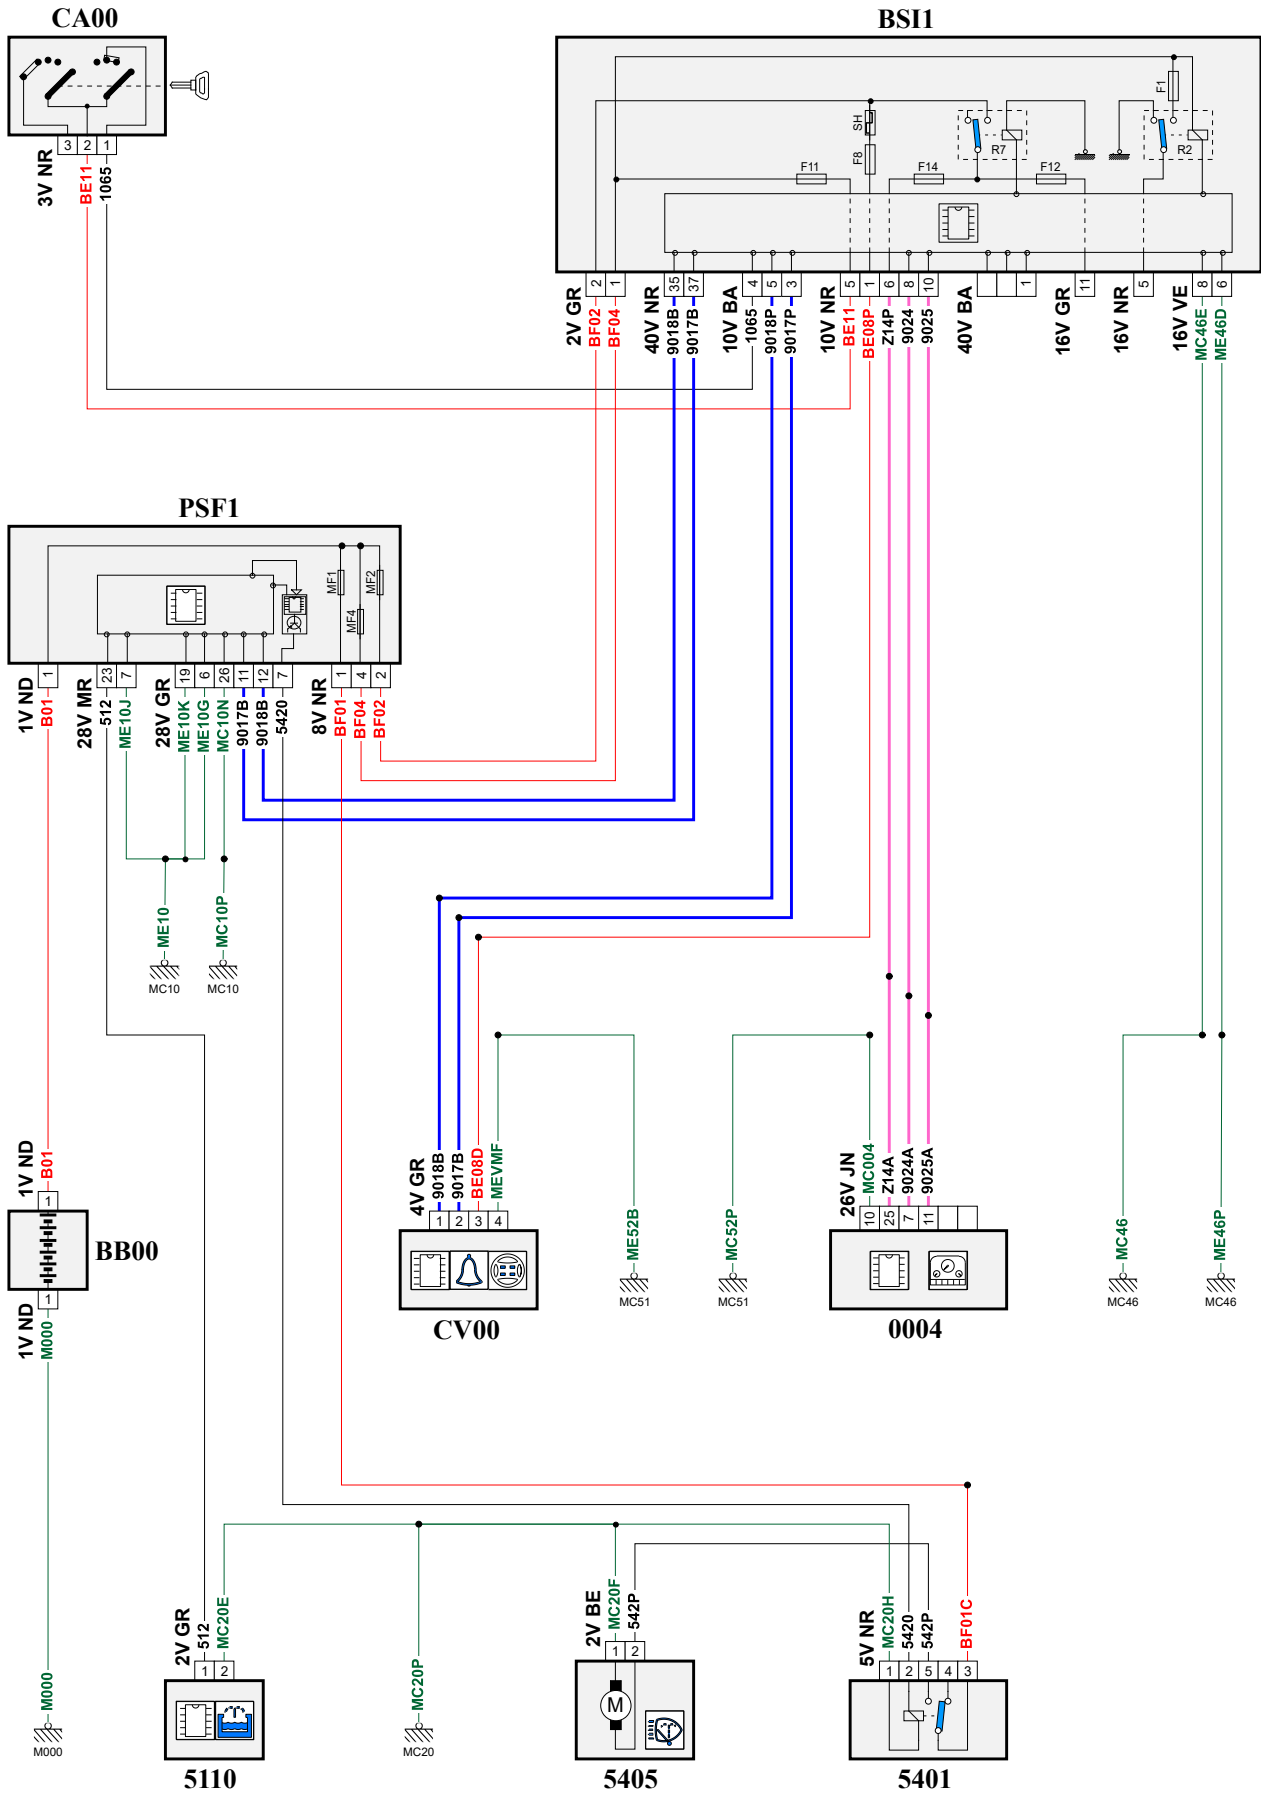 CA00
BSI1
F1
SH
F8
R7
R2
F11
F14
F12
3 2 1
3V NR
BE11
1065
2 1 35 37 4 5 3 5 1 6 8 10 1 11 5 8 6
2V GR
BF02
BF04
40V NR
9018B
9017B
10V BA
1065
9018P
9017P
10V NR
BE11
BE08P
Z14P
9024
9025
40V BA
16V GR
16V NR
16V VE
MC46E
ME46D
PSF1
MF1
MF4
MF2
1 23 7 19 6 26 11 12 7 1 4 2
1V ND
B01
28V MR
512
ME10J
28V GR
ME10K
ME10G
MC10N
9017B
9018B
5420
8V NR
BF01
BF04
BF02
ME10
MC10P
MC10
MC10
1V ND
B01
1
BB00
1
1V ND
M000
4V GR
9018B
9017B
BE08D
MEVMF
1 2 3 4
CV00
ME52B
MC51
MC52P
MC51
26V JN
MC004
Z14A
9024A
9025A
10 25 7 11
0004
MC46
MC46
ME46P
MC46
M000
M000
2V GR
512
MC20E
1 2
5110
MC20P
MC20
2V BE
MC20F
542P
1 2
M
5405
5V NR
MC20H
5420
542P
BF01C
1 2 5 4 3
5401